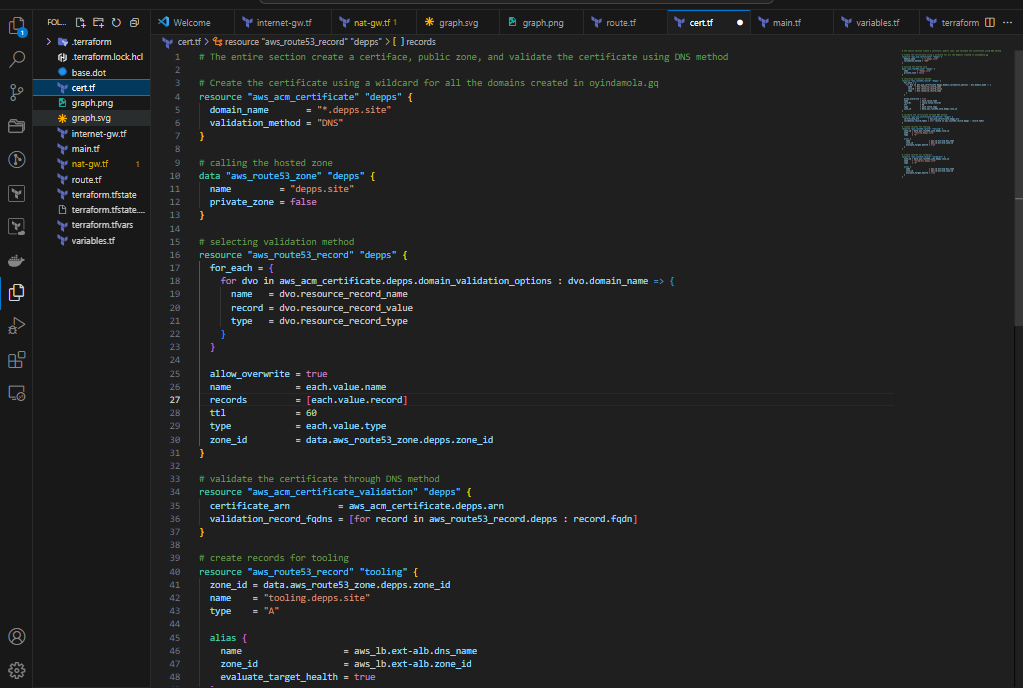 Welcome
internet-gw.tf
nat-gw.tf 1
graph.svg
graph.png
route.tf
cert.tf
main.tf
variables.tf
terraform
FOL...
cert.tf > resource "aws_route53_record" "depps" > [ ] records
.terraform
.terraform.lock.hcl
base.dot
cert.tf
graph.png
graph.svg
internet-gw.tf
main.tf
nat-gw.tf 1
route.tf
terraform.tfstate
terraform.tfstate....
terraform.tfvars
variables.tf
1
1 # The entire section create a certiface, public zone, and validate the certificate using DNS method
2
3 # Create the certificate using a wildcard for all the domains created in oyindamola.gq
4 resource "aws_acm_certificate" "depps" {
5 domain_name = "*.depps.site"
6 validation_method = "DNS"
7 }
8
9 # calling the hosted zone
10 data "aws_route53_zone" "depps" {
11 name = "depps.site"
12 private_zone = false
13 }
14
15 # selecting validation method
16 resource "aws_route53_record" "depps" {
17 for_each = {
18 for dvo in aws_acm_certificate.depps.domain_validation_options : dvo.domain_name => {
19 name = dvo.resource_record_name
20 record = dvo.resource_record_value
21 type = dvo.resource_record_type
22 }
23 }
24
25 allow_overwrite = true
26 name = each.value.name
27 records = [each.value.record]
28 ttl = 60
29 type = each.value.type
30 zone_id = data.aws_route53_zone.depps.zone_id
31 }
32
33 # validate the certificate through DNS method
34 resource "aws_acm_certificate_validation" "depps" {
35 certificate_arn = aws_acm_certificate.depps.arn
36 validation_record_fqdns = [for record in aws_route53_record.depps : record.fqdn]
37 }
38
39 # create records for tooling
40 resource "aws_route53_record" "tooling" {
41 zone_id = data.aws_route53_zone.depps.zone_id
42 name = "tooling.depps.site"
43 type = "A"
44
45 alias {
46 name = aws_lb.ext-alb.dns_name
47 zone_id = aws_lb.ext-alb.zone_id
48 evaluate_target_health = true